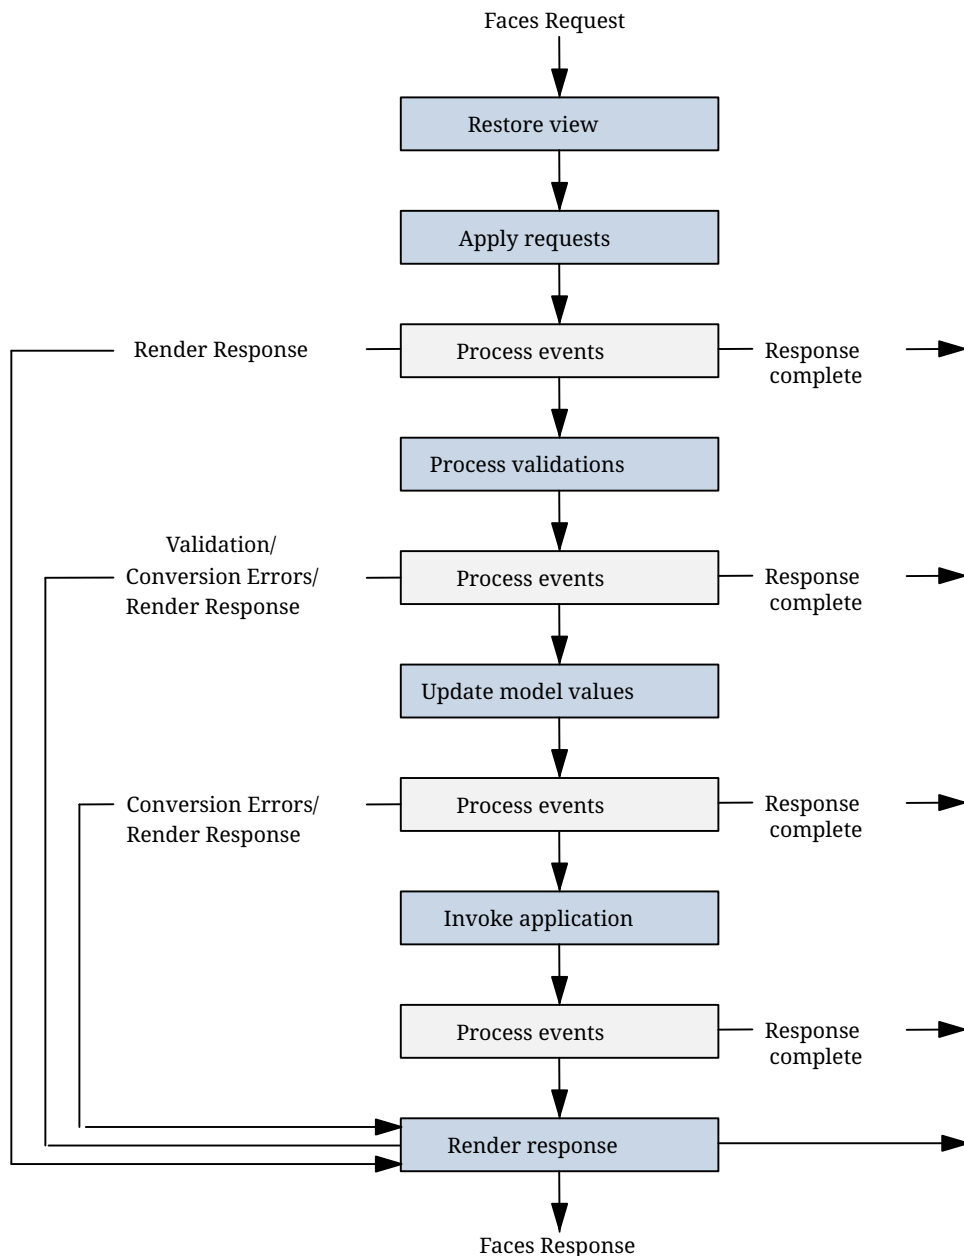 Faces Request
Restore view
Apply requests
Render Response
Process events
Response
complete
Process validations
Validation/
Conversion Errors/
Render Response
Process events
Response
complete
Update model values
Conversion Errors/
Render Response
Process events
Response
complete
Invoke application
Process events
Response
complete
Render response
Faces Response